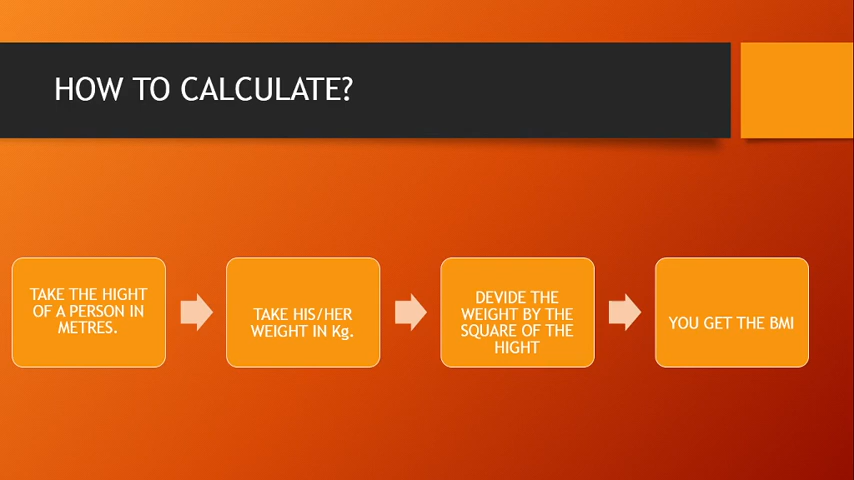 HOW TO CALCULATE?
TAKE THE HIGHT
OF A PERSON IN
METRES.
TAKE HIS/HER
WEIGHT IN Kg.
DEVIDE THE
WEIGHT BY THE
SQUARE OF THE
HIGHT
YOU GET THE BMI